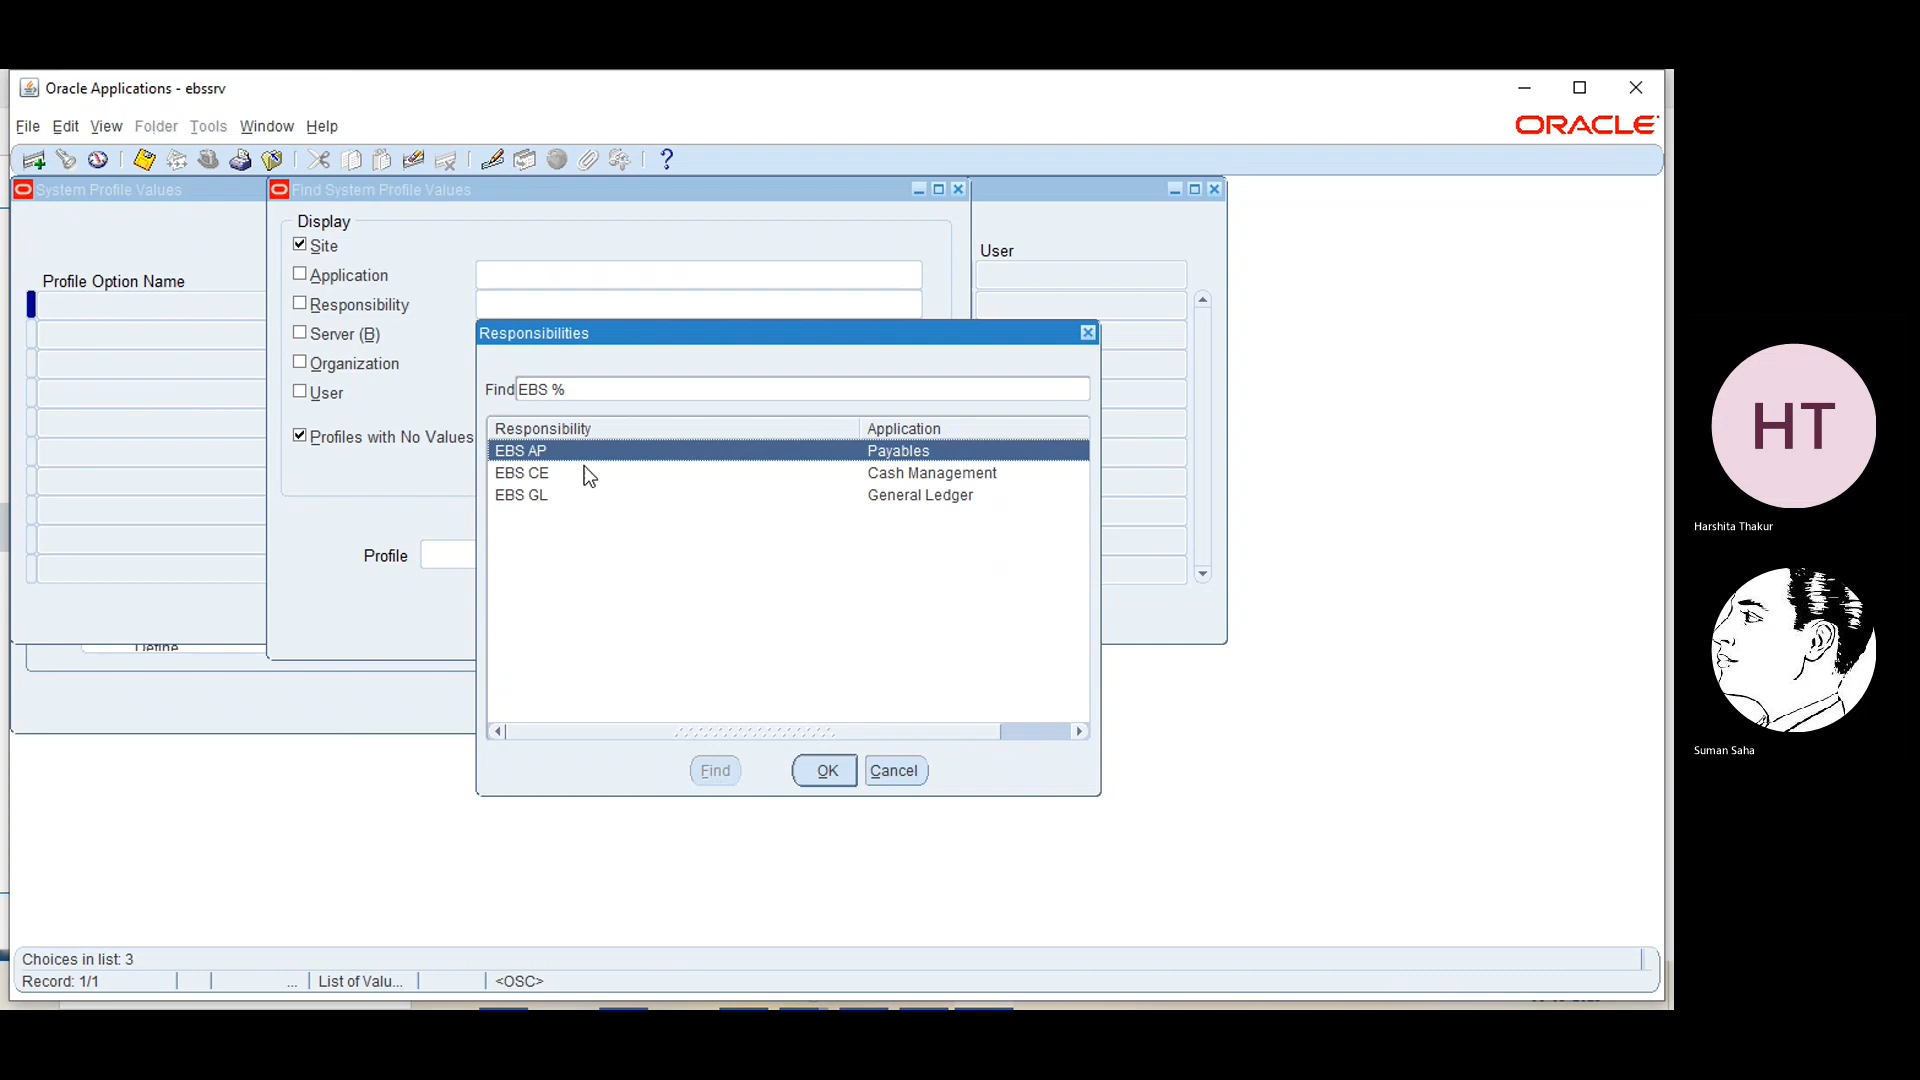 Oracle Applications - ebssrv
File Edit View Folder Tools Window Help
ORACLE
System Profile Values
Find System Profile Values
Display
Site
Application
Responsibility
Server (B)
Organization
User
Profiles with No Values
Profile
Profile Option Name
User
Define
Responsibilities
Find EBS %
Responsibility Application
EBS AP Payables
EBS CE Cash Management
EBS GL General Ledger
Find OK Cancel
Choices in list: 3
Record: 1/1 ... List of Valu... <OSC>
HT
Harshita Thakur
Suman Saha